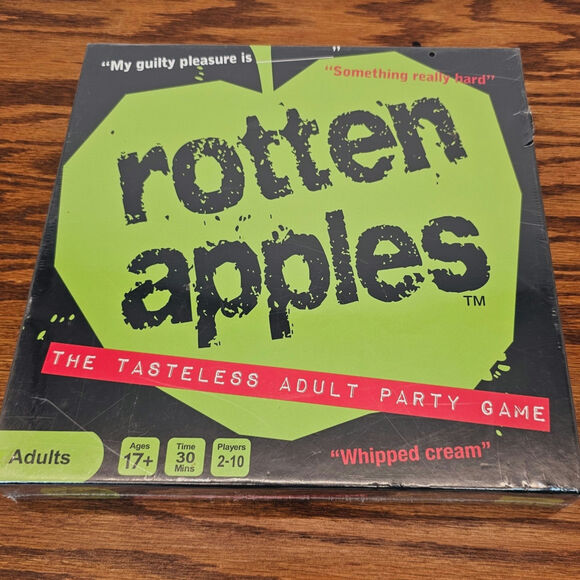 “My guilty pleasure is ________”
“Something really hard”
rotten
apples
TM
THE TASTELESS ADULT PARTY GAME
Adults
Ages
17+
Time
30
Mins
Players
2-10
“Whipped cream”